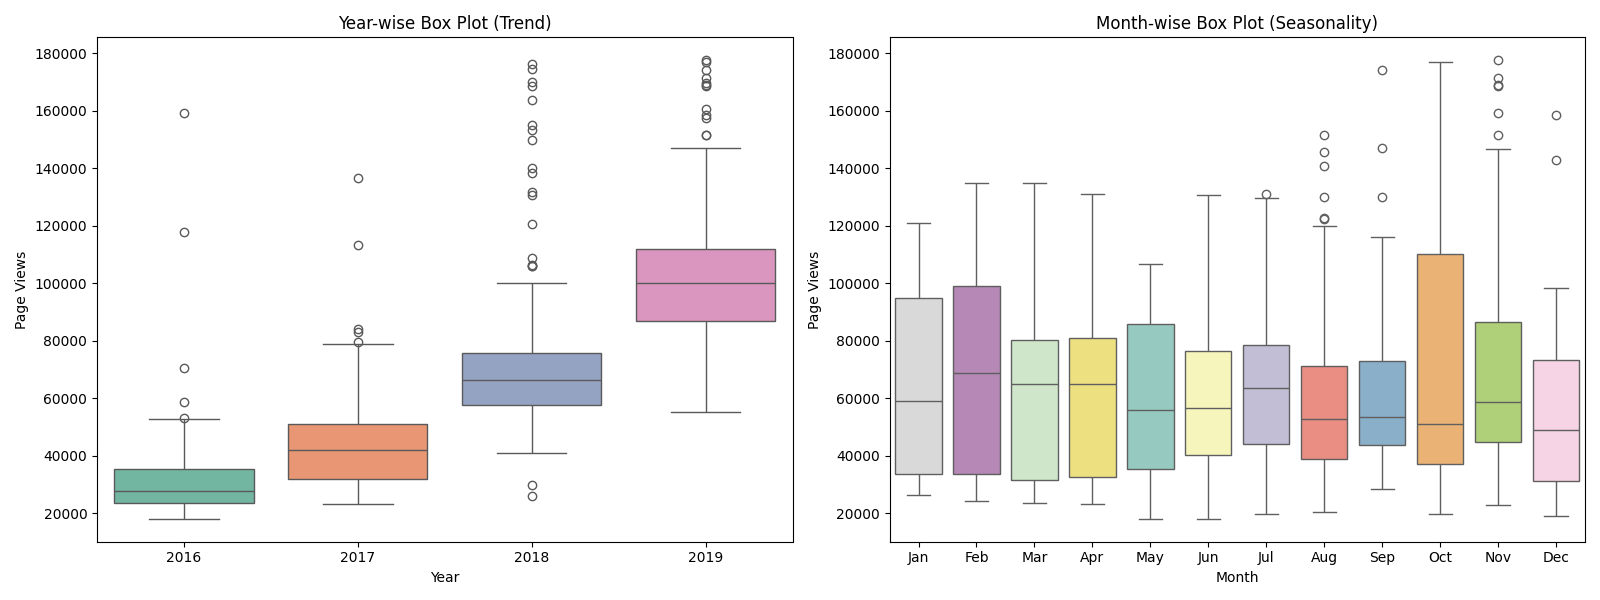 Year-wise Box Plot (Trend)
Page Views
180000
160000
140000
120000
100000
80000
60000
40000
20000
2016 2017 2018 2019
Year
Month-wise Box Plot (Seasonality)
Page Views
180000
160000
140000
120000
100000
80000
60000
40000
20000
Jan Feb Mar Apr May Jun Jul Aug Sep Oct Nov Dec
Month